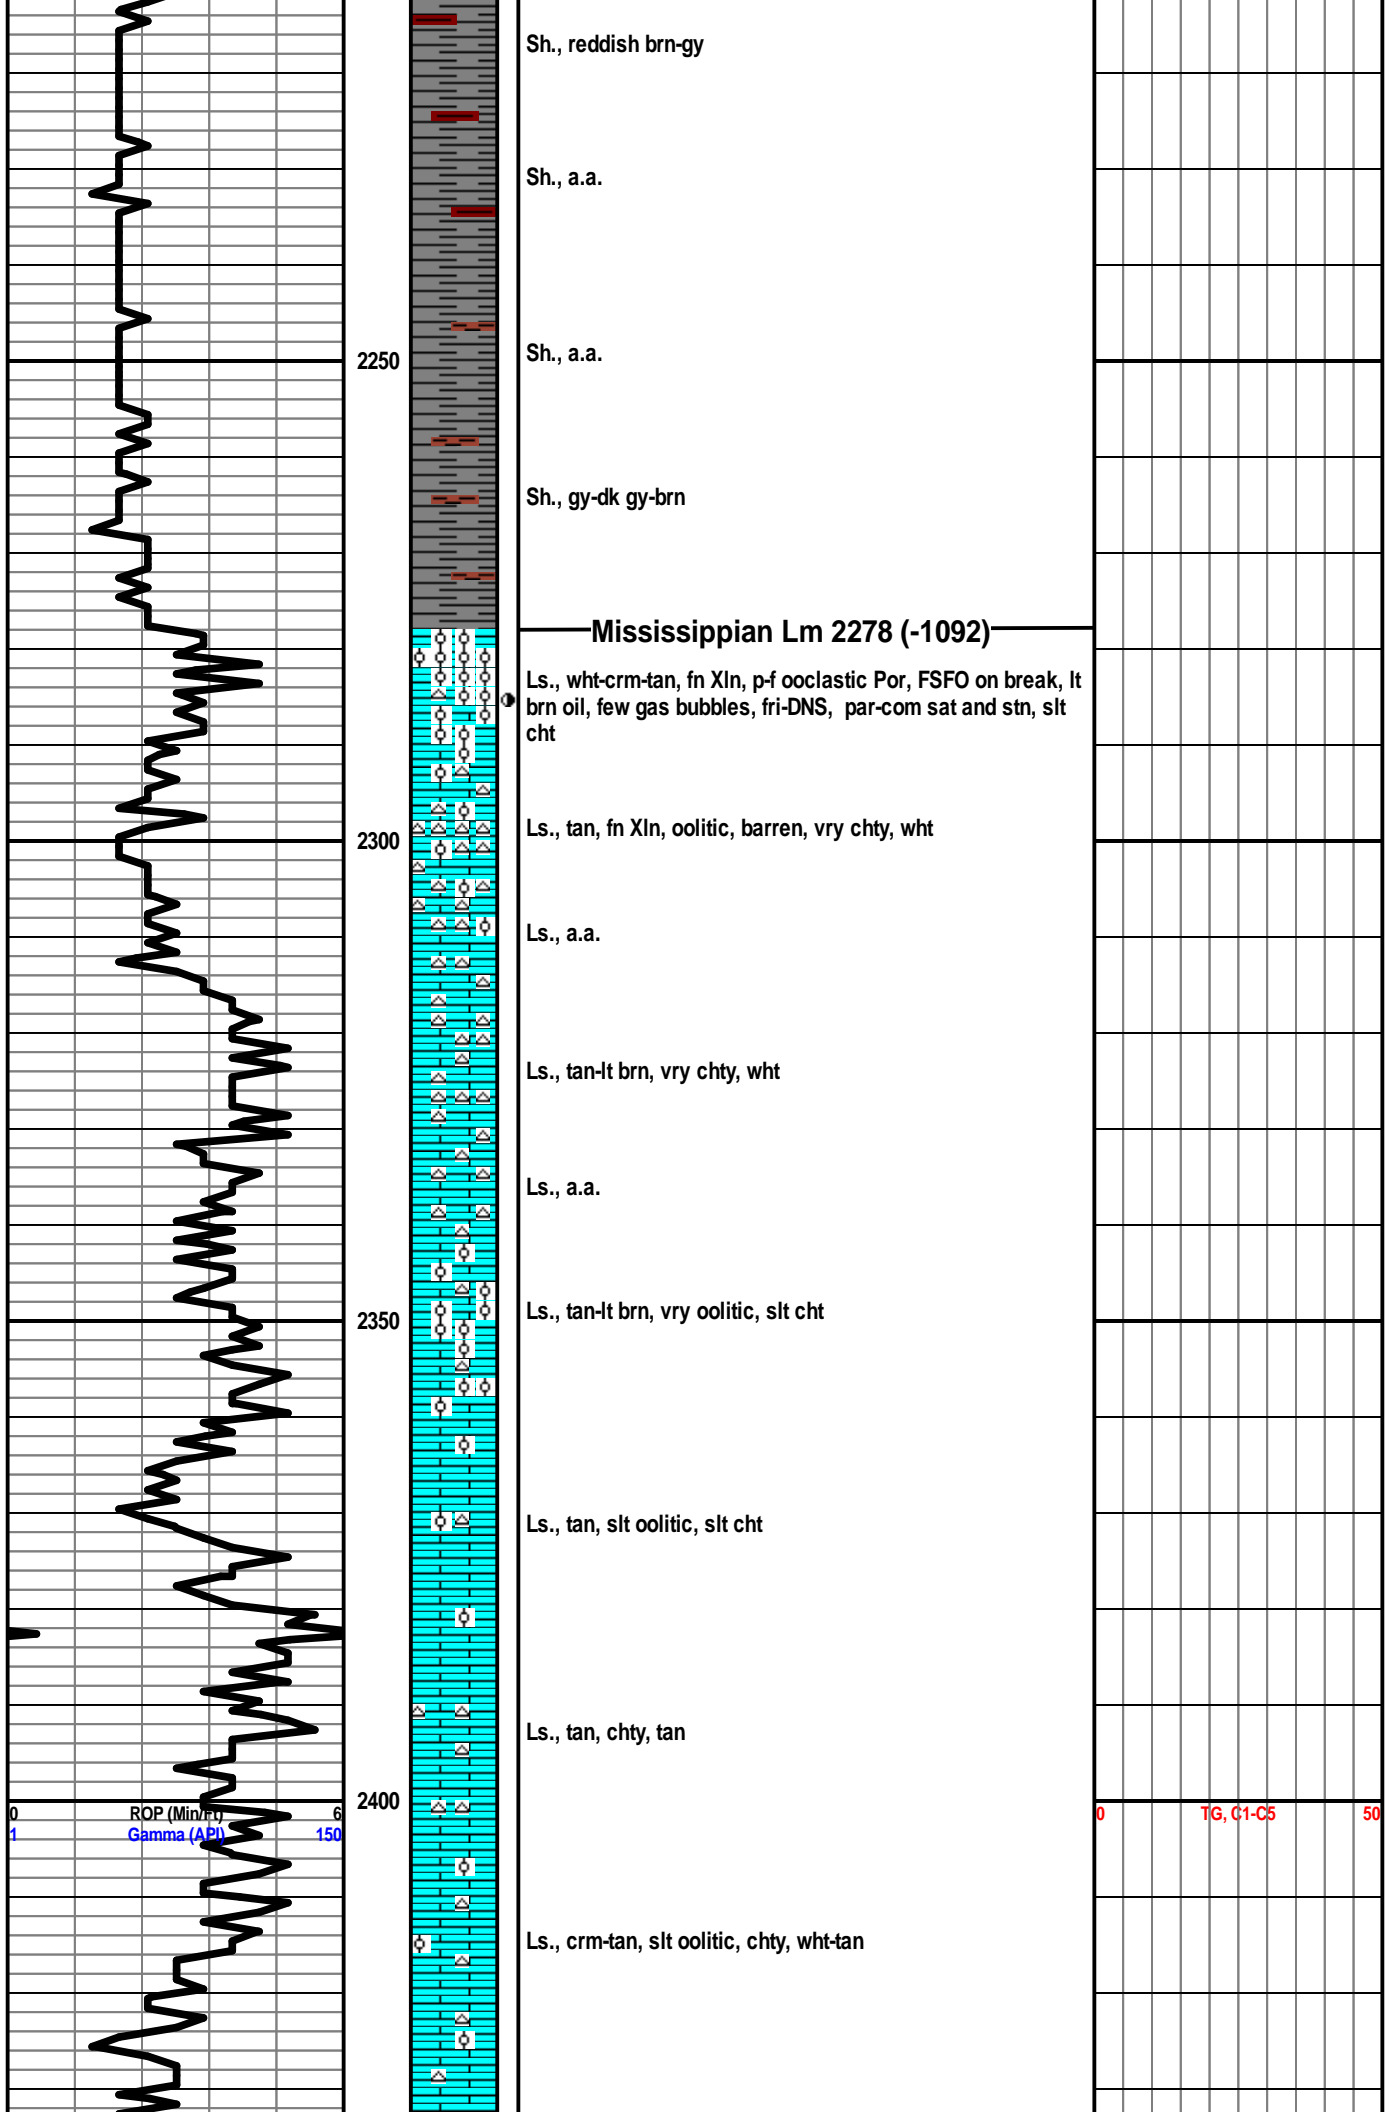 Sh., reddish brn-gy
Sh., a.a.
2250
Sh., a.a.
Sh., gy-dk gy-brn
Mississippian Lm 2278 (-1092)
Ls., wht-crm-tan, fn Xln, p-f ooclastic Por, FSFO on break, lt
brn oil, few gas bubbles, fri-DNS, par-com sat and stn, slt
cht
2300
Ls., tan, fn Xln, oolitic, barren, vry chty, wht
Ls., a.a.
Ls., tan-lt brn, vry chty, wht
Ls., a.a.
2350
Ls., tan-lt brn, vry oolitic, slt cht
Ls., tan, slt oolitic, slt cht
Ls., tan, chty, tan
2400
0 ROP (Min/Ft) 6
1 Gamma (API) 150
0 TG, C1-C5 50
Ls., crm-tan, slt oolitic, chty, wht-tan